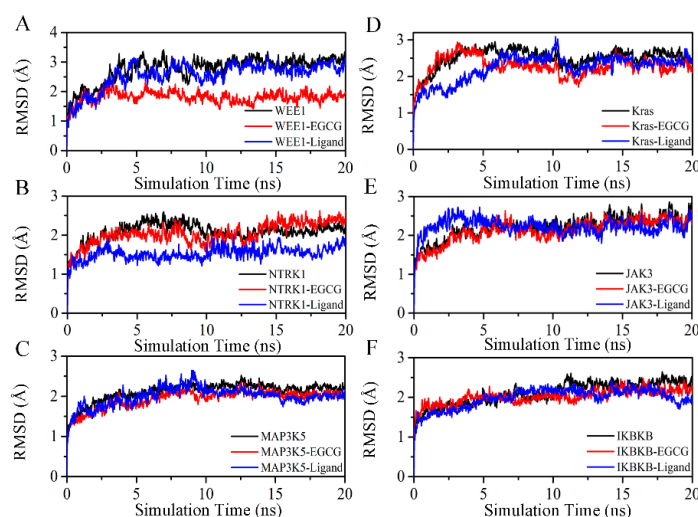 A
RMSD (Å)
4
3
2
1
0
WEE1
WEE1-EGCG
WEE1-Ligand
0 5 10 15 20
Simulation Time (ns)
B
RMSD (Å)
3
2
1
0
NTRK1
NTRK1-EGCG
NTRK1-Ligand
0 5 10 15 20
Simulation Time (ns)
C
RMSD (Å)
3
2
1
0
MAP3K5
MAP3K5-EGCG
MAP3K5-Ligand
0 5 10 15 20
Simulation Time (ns)
D
RMSD (Å)
3
2
1
0
Kras
Kras-EGCG
Kras-Ligand
0 5 10 15 20
Simulation Time (ns)
E
RMSD (Å)
3
2
1
0
JAK3
JAK3-EGCG
JAK3-Ligand
0 5 10 15 20
Simulation Time (ns)
F
RMSD (Å)
3
2
1
0
IKBKB
IKBKB-EGCG
IKBKB-Ligand
0 5 10 15 20
Simulation Time (ns)